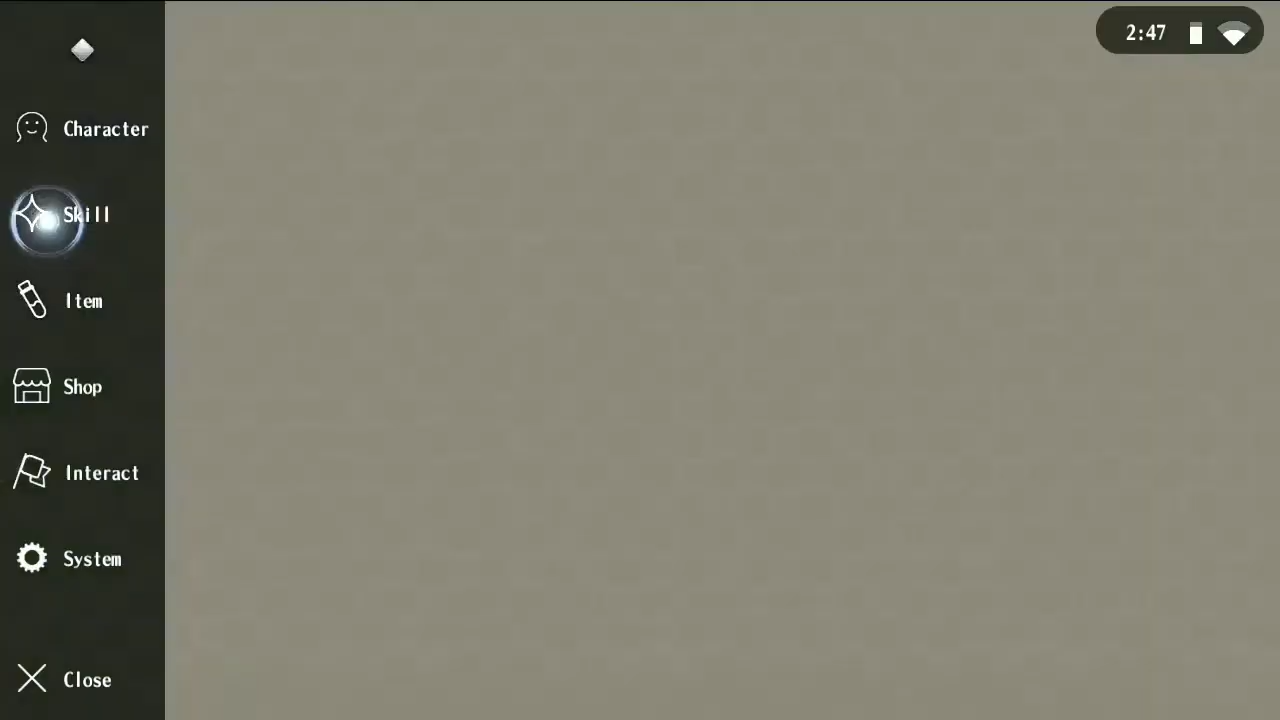 2:47
Character
Skill
Item
Shop
Interact
System
Close